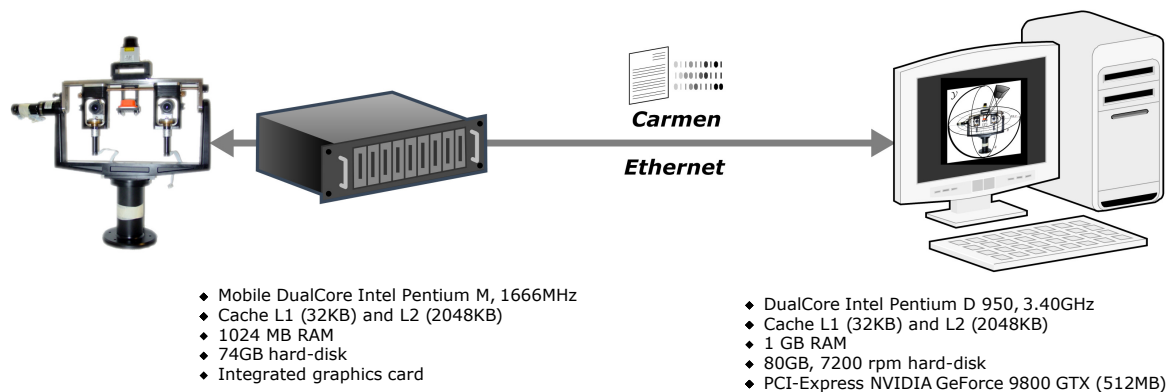 Carmen
Ethernet
◆ Mobile DualCore Intel Pentium M, 1666MHz
◆ Cache L1 (32KB) and L2 (2048KB)
◆ 1024 MB RAM
◆ 74GB hard-disk
◆ Integrated graphics card
◆ DualCore Intel Pentium D 950, 3.40GHz
◆ Cache L1 (32KB) and L2 (2048KB)
◆ 1 GB RAM
◆ 80GB, 7200 rpm hard-disk
◆ PCI-Express NVIDIA GeForce 9800 GTX (512MB)